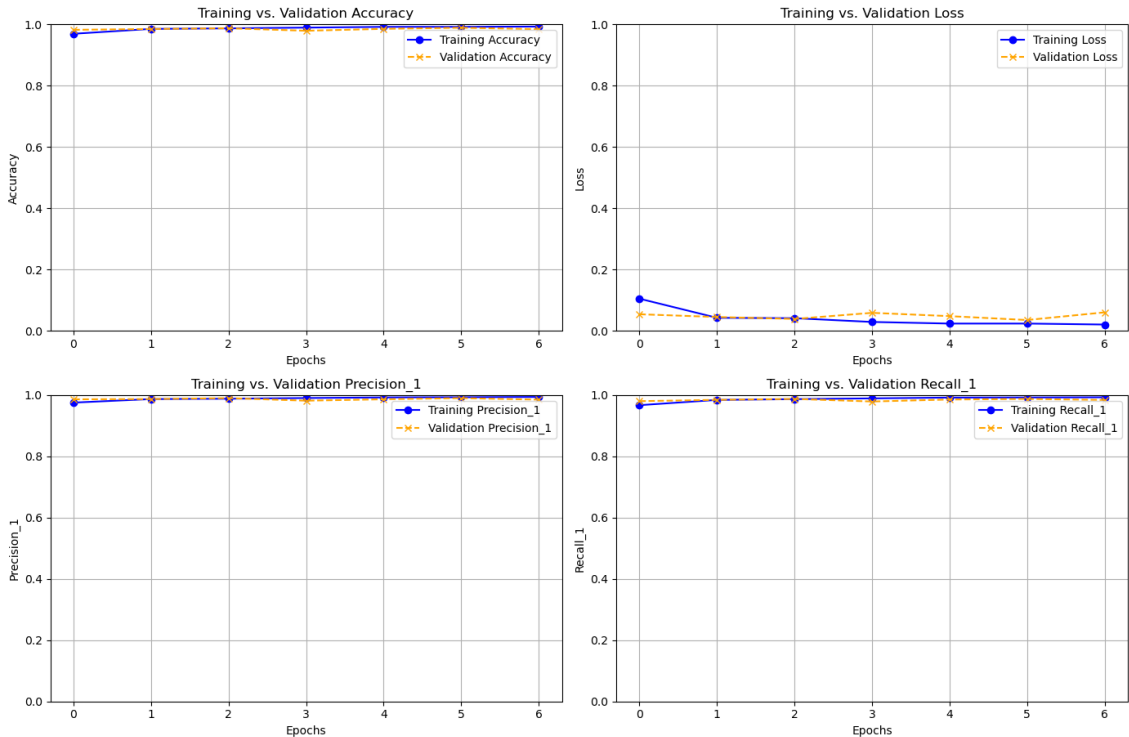 Training vs. Validation Accuracy
1.0
0.8
0.6
0.4
0.2
0.0
Accuracy
Training Accuracy
Validation Accuracy
0 1 2 3 4 5 6
Epochs
Training vs. Validation Loss
1.0
0.8
0.6
0.4
0.2
0.0
Loss
Training Loss
Validation Loss
0 1 2 3 4 5 6
Epochs
Training vs. Validation Precision_1
1.0
0.8
0.6
0.4
0.2
0.0
Precision_1
Training Precision_1
Validation Precision_1
0 1 2 3 4 5 6
Epochs
Training vs. Validation Recall_1
1.0
0.8
0.6
0.4
0.2
0.0
Recall_1
Training Recall_1
Validation Recall_1
0 1 2 3 4 5 6
Epochs